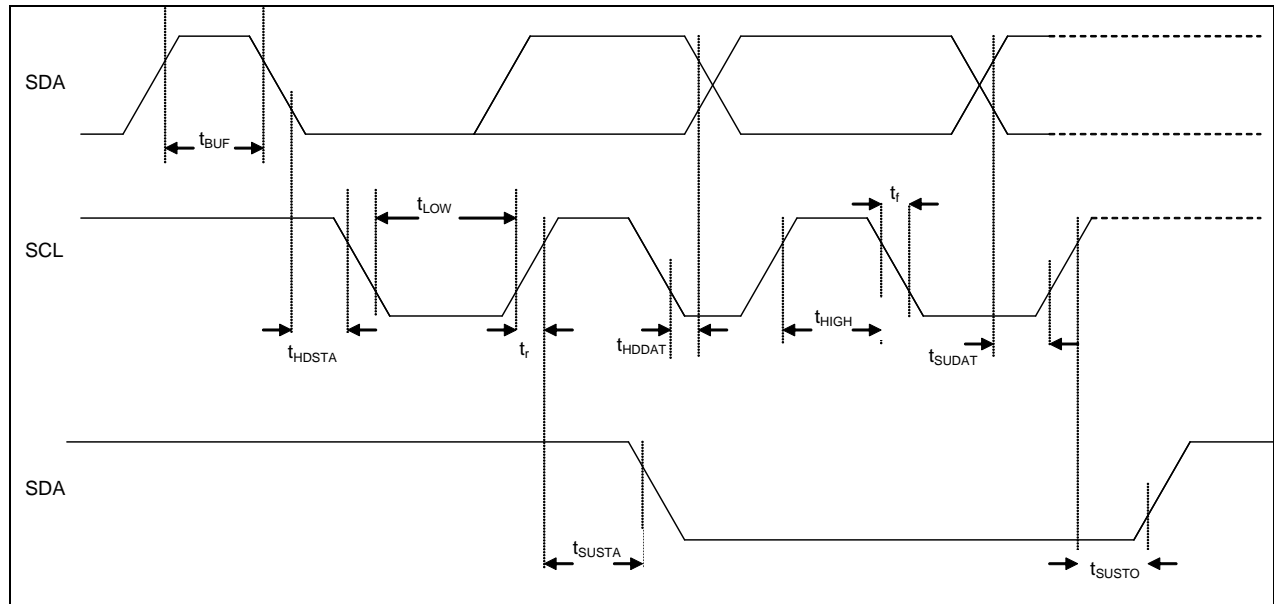 SDA
tBUF
tLOW
tf
SCL
tHDSTA
tr
tHDDAT
tHIGH
tSUDAT
SDA
tSUSTA
tSUSTO